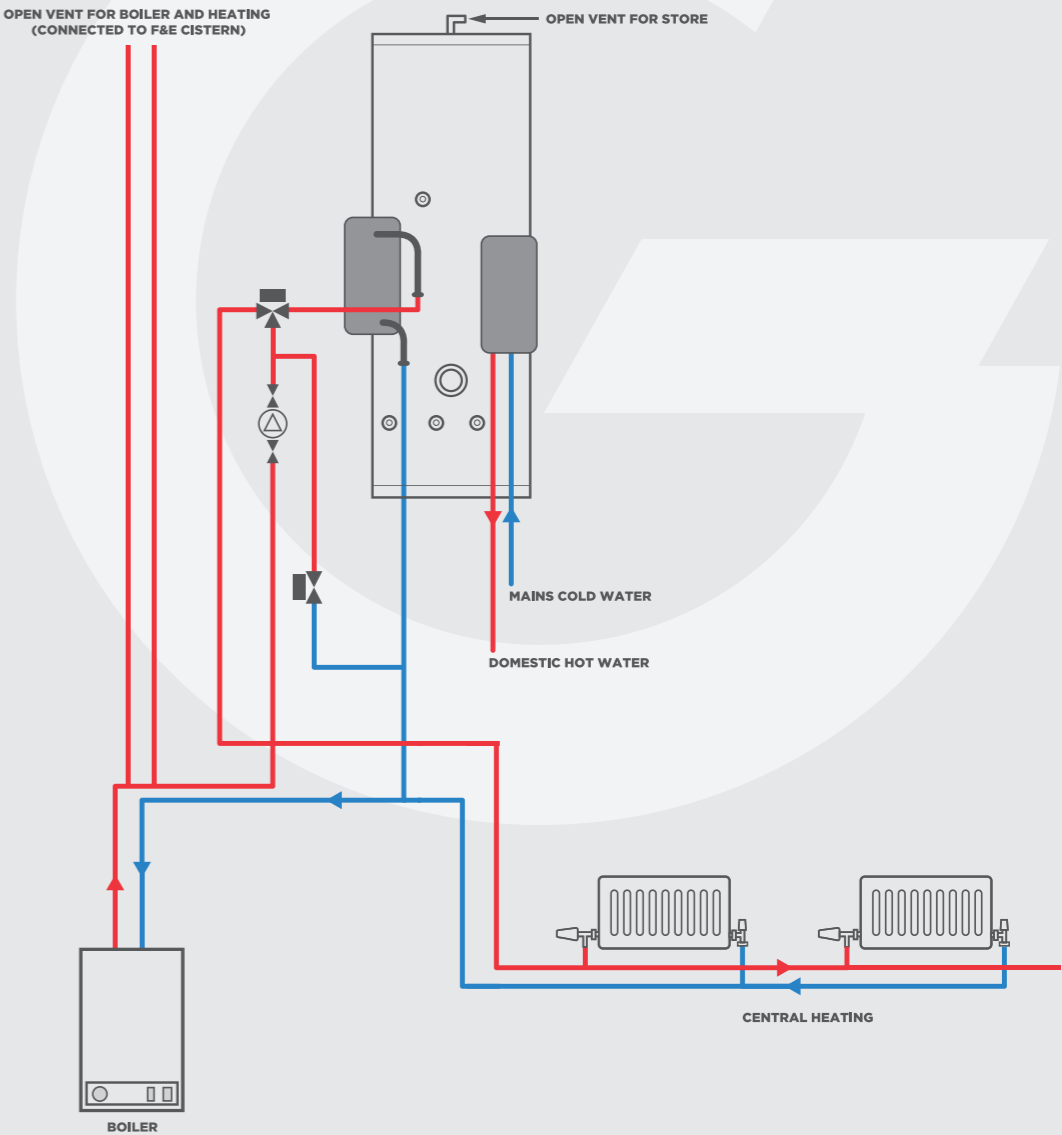 OPEN VENT FOR BOILER AND HEATING
(CONNECTED TO F&E CISTERN)
OPEN VENT FOR STORE
MAINS COLD WATER
DOMESTIC HOT WATER
CENTRAL HEATING
BOILER